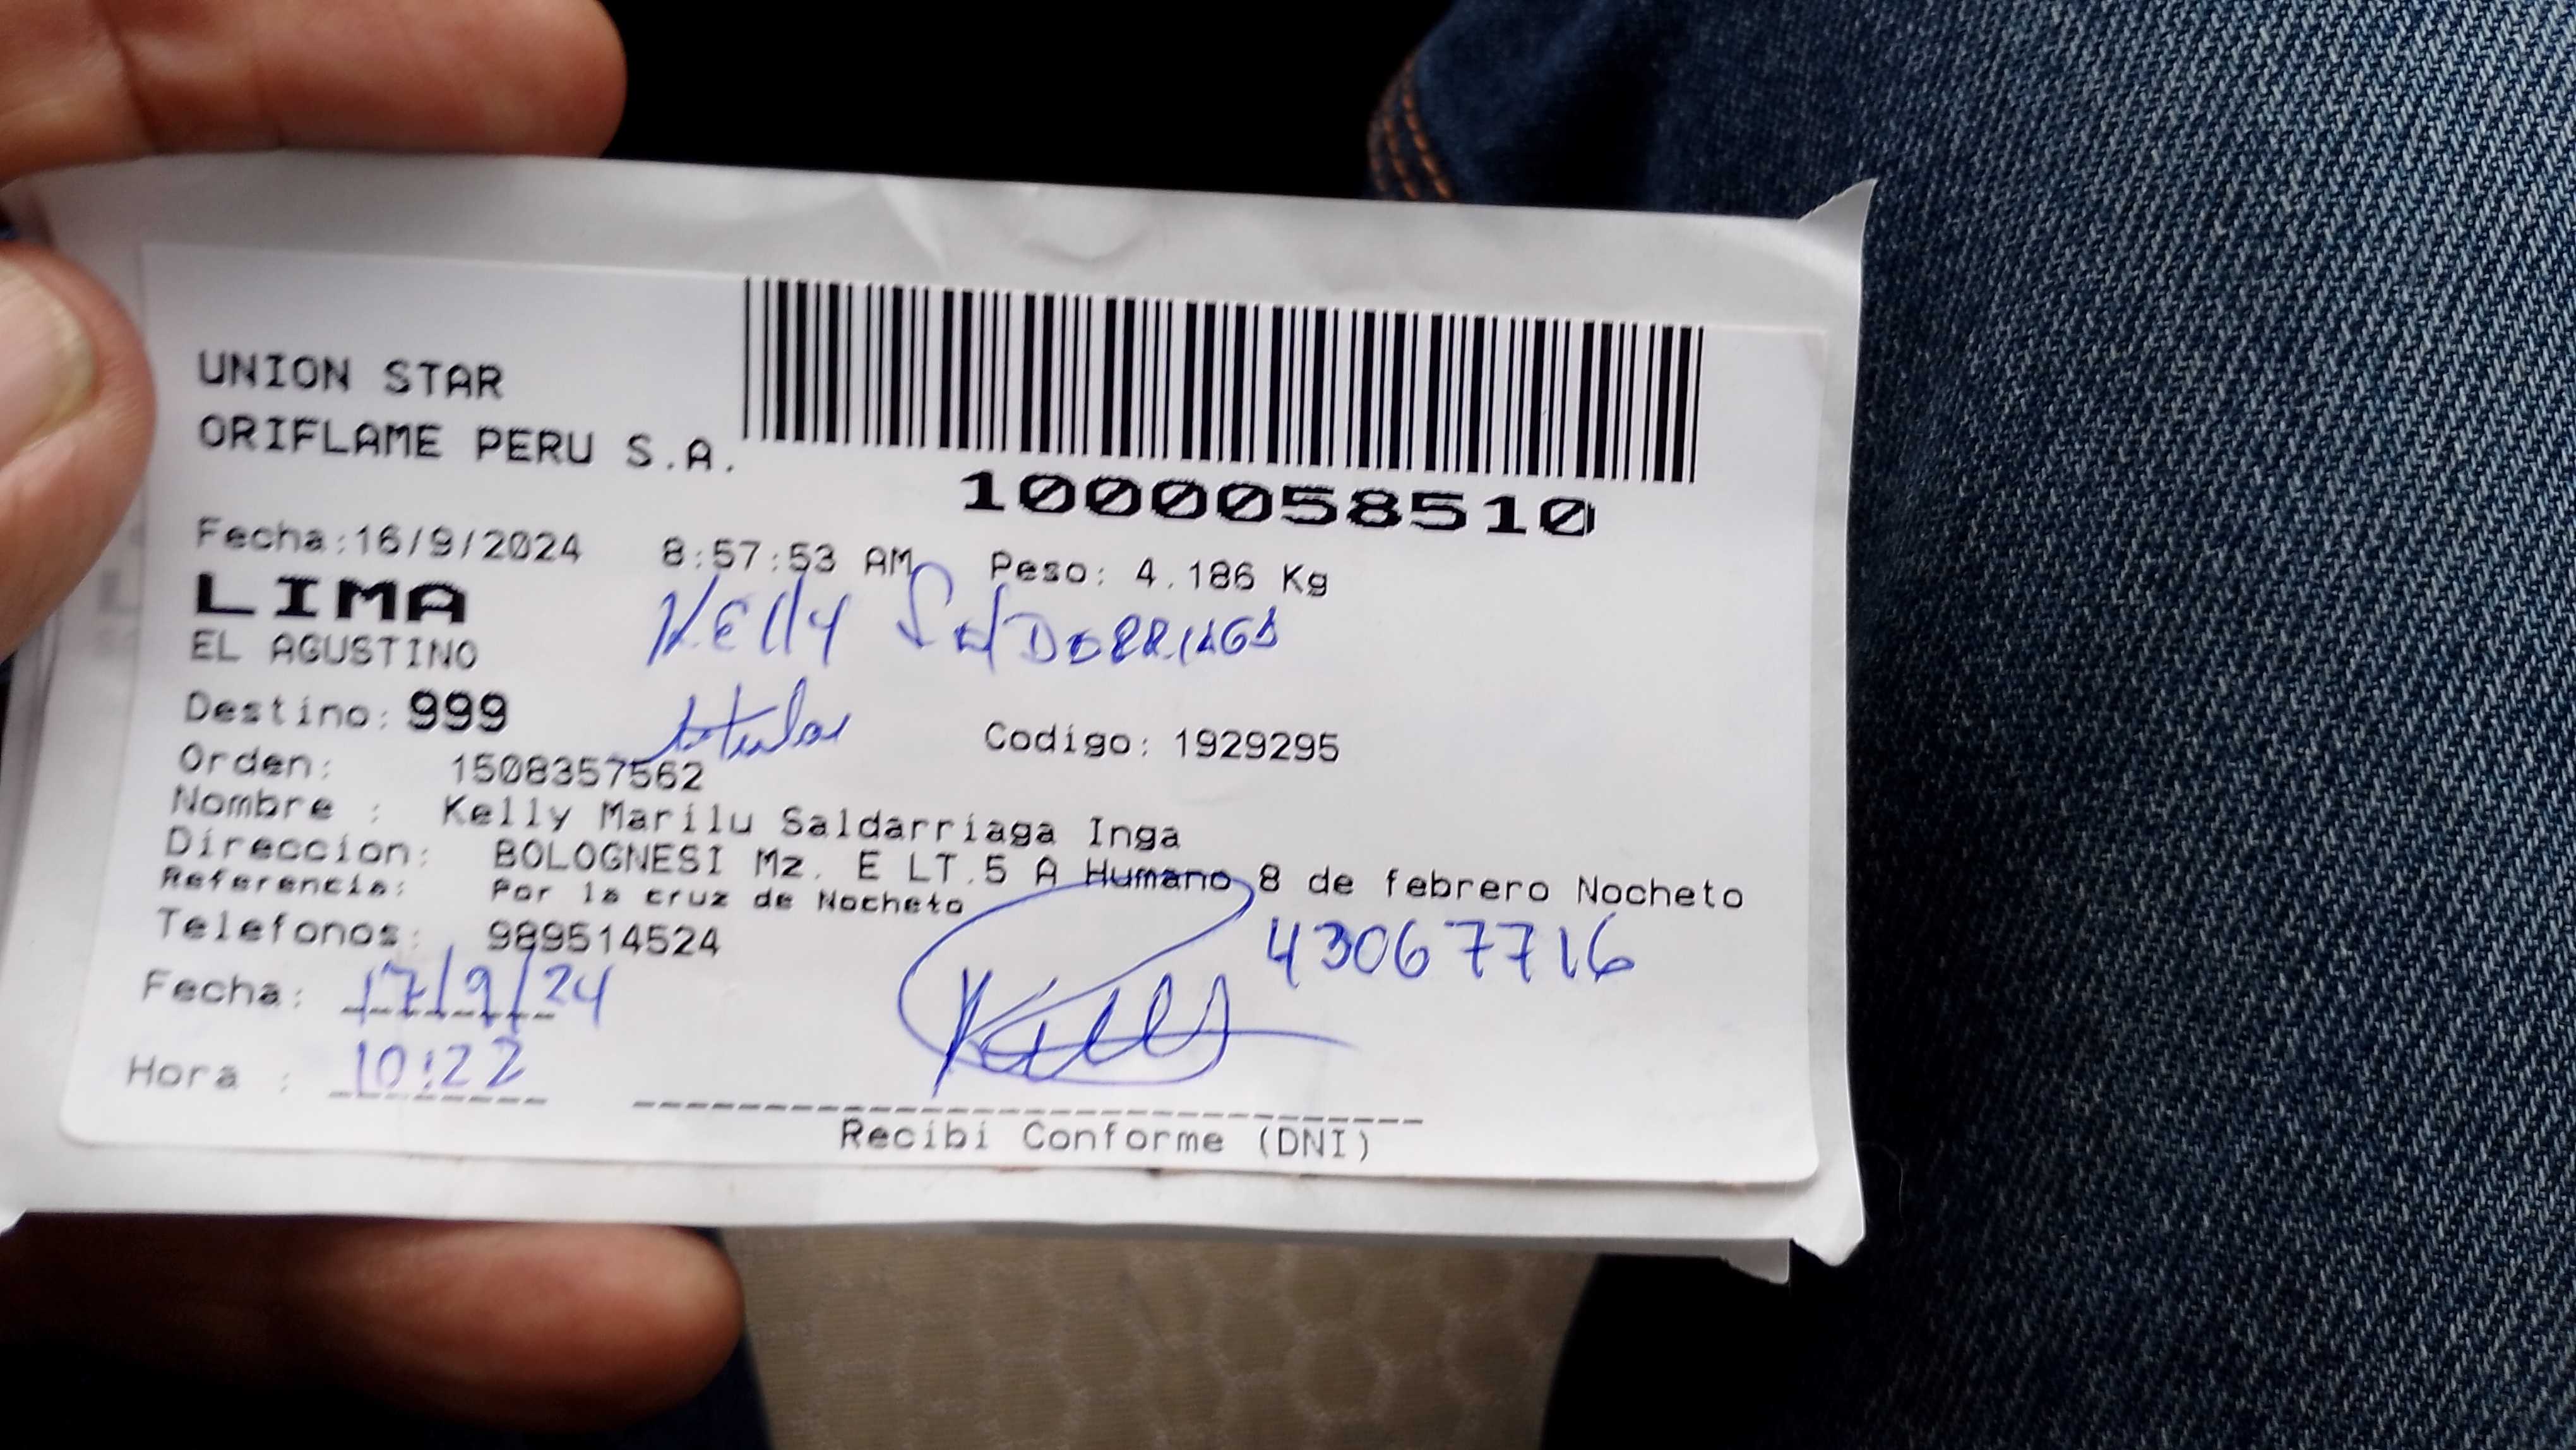 UNION STAR
ORIFLAME PERU S.A.
1000058510
Fecha:16/9/2024 8:57:53 AM Peso: 4.186 Kg
LIMA
Kelly SalDaRRIAGA
EL AGUSTINO
Destino: 999
titular
Codigo: 1929295
Orden: 1508357562
Nombre : Kelly Marilu Saldarriaga Inga
Direccion: BOLOGNESI Mz. E LT.5 A Humano 8 de febrero Nocheto
Referencia: Por la cruz de Nocheto
Telefonos: 989514524
43067716
Fecha: 17/9/24
Kelly
Hora : 10:22
Recibi Conforme (DNI)